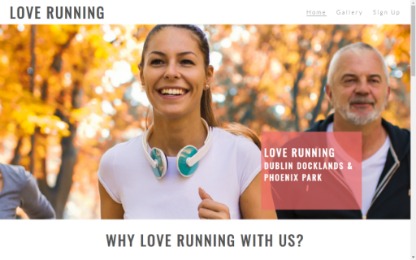 LOVE RUNNING
Home Gallery Sign Up
LOVE RUNNING
DUBLIN DOCKLANDS &
PHOENIX PARK
WHY LOVE RUNNING WITH US?